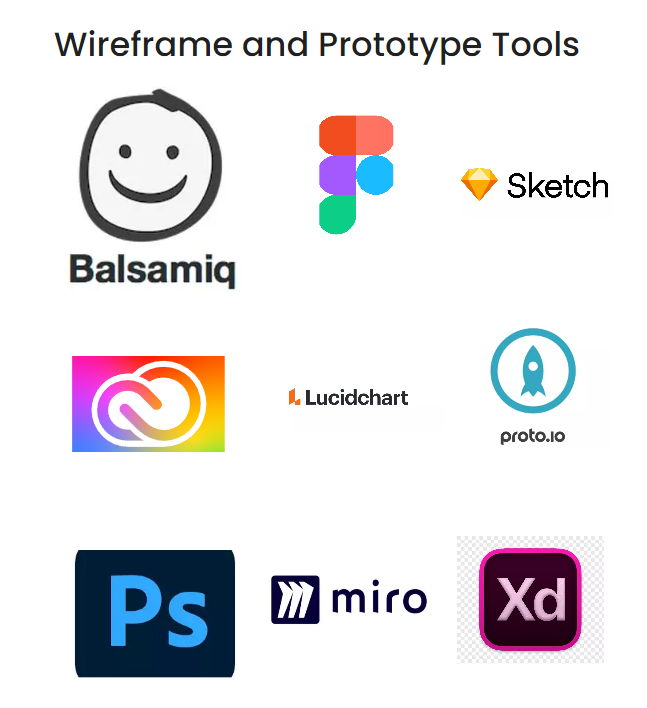 Wireframe and Prototype Tools
Balsamiq
Sketch
Lucidchart
proto.io
Ps
miro
Xd